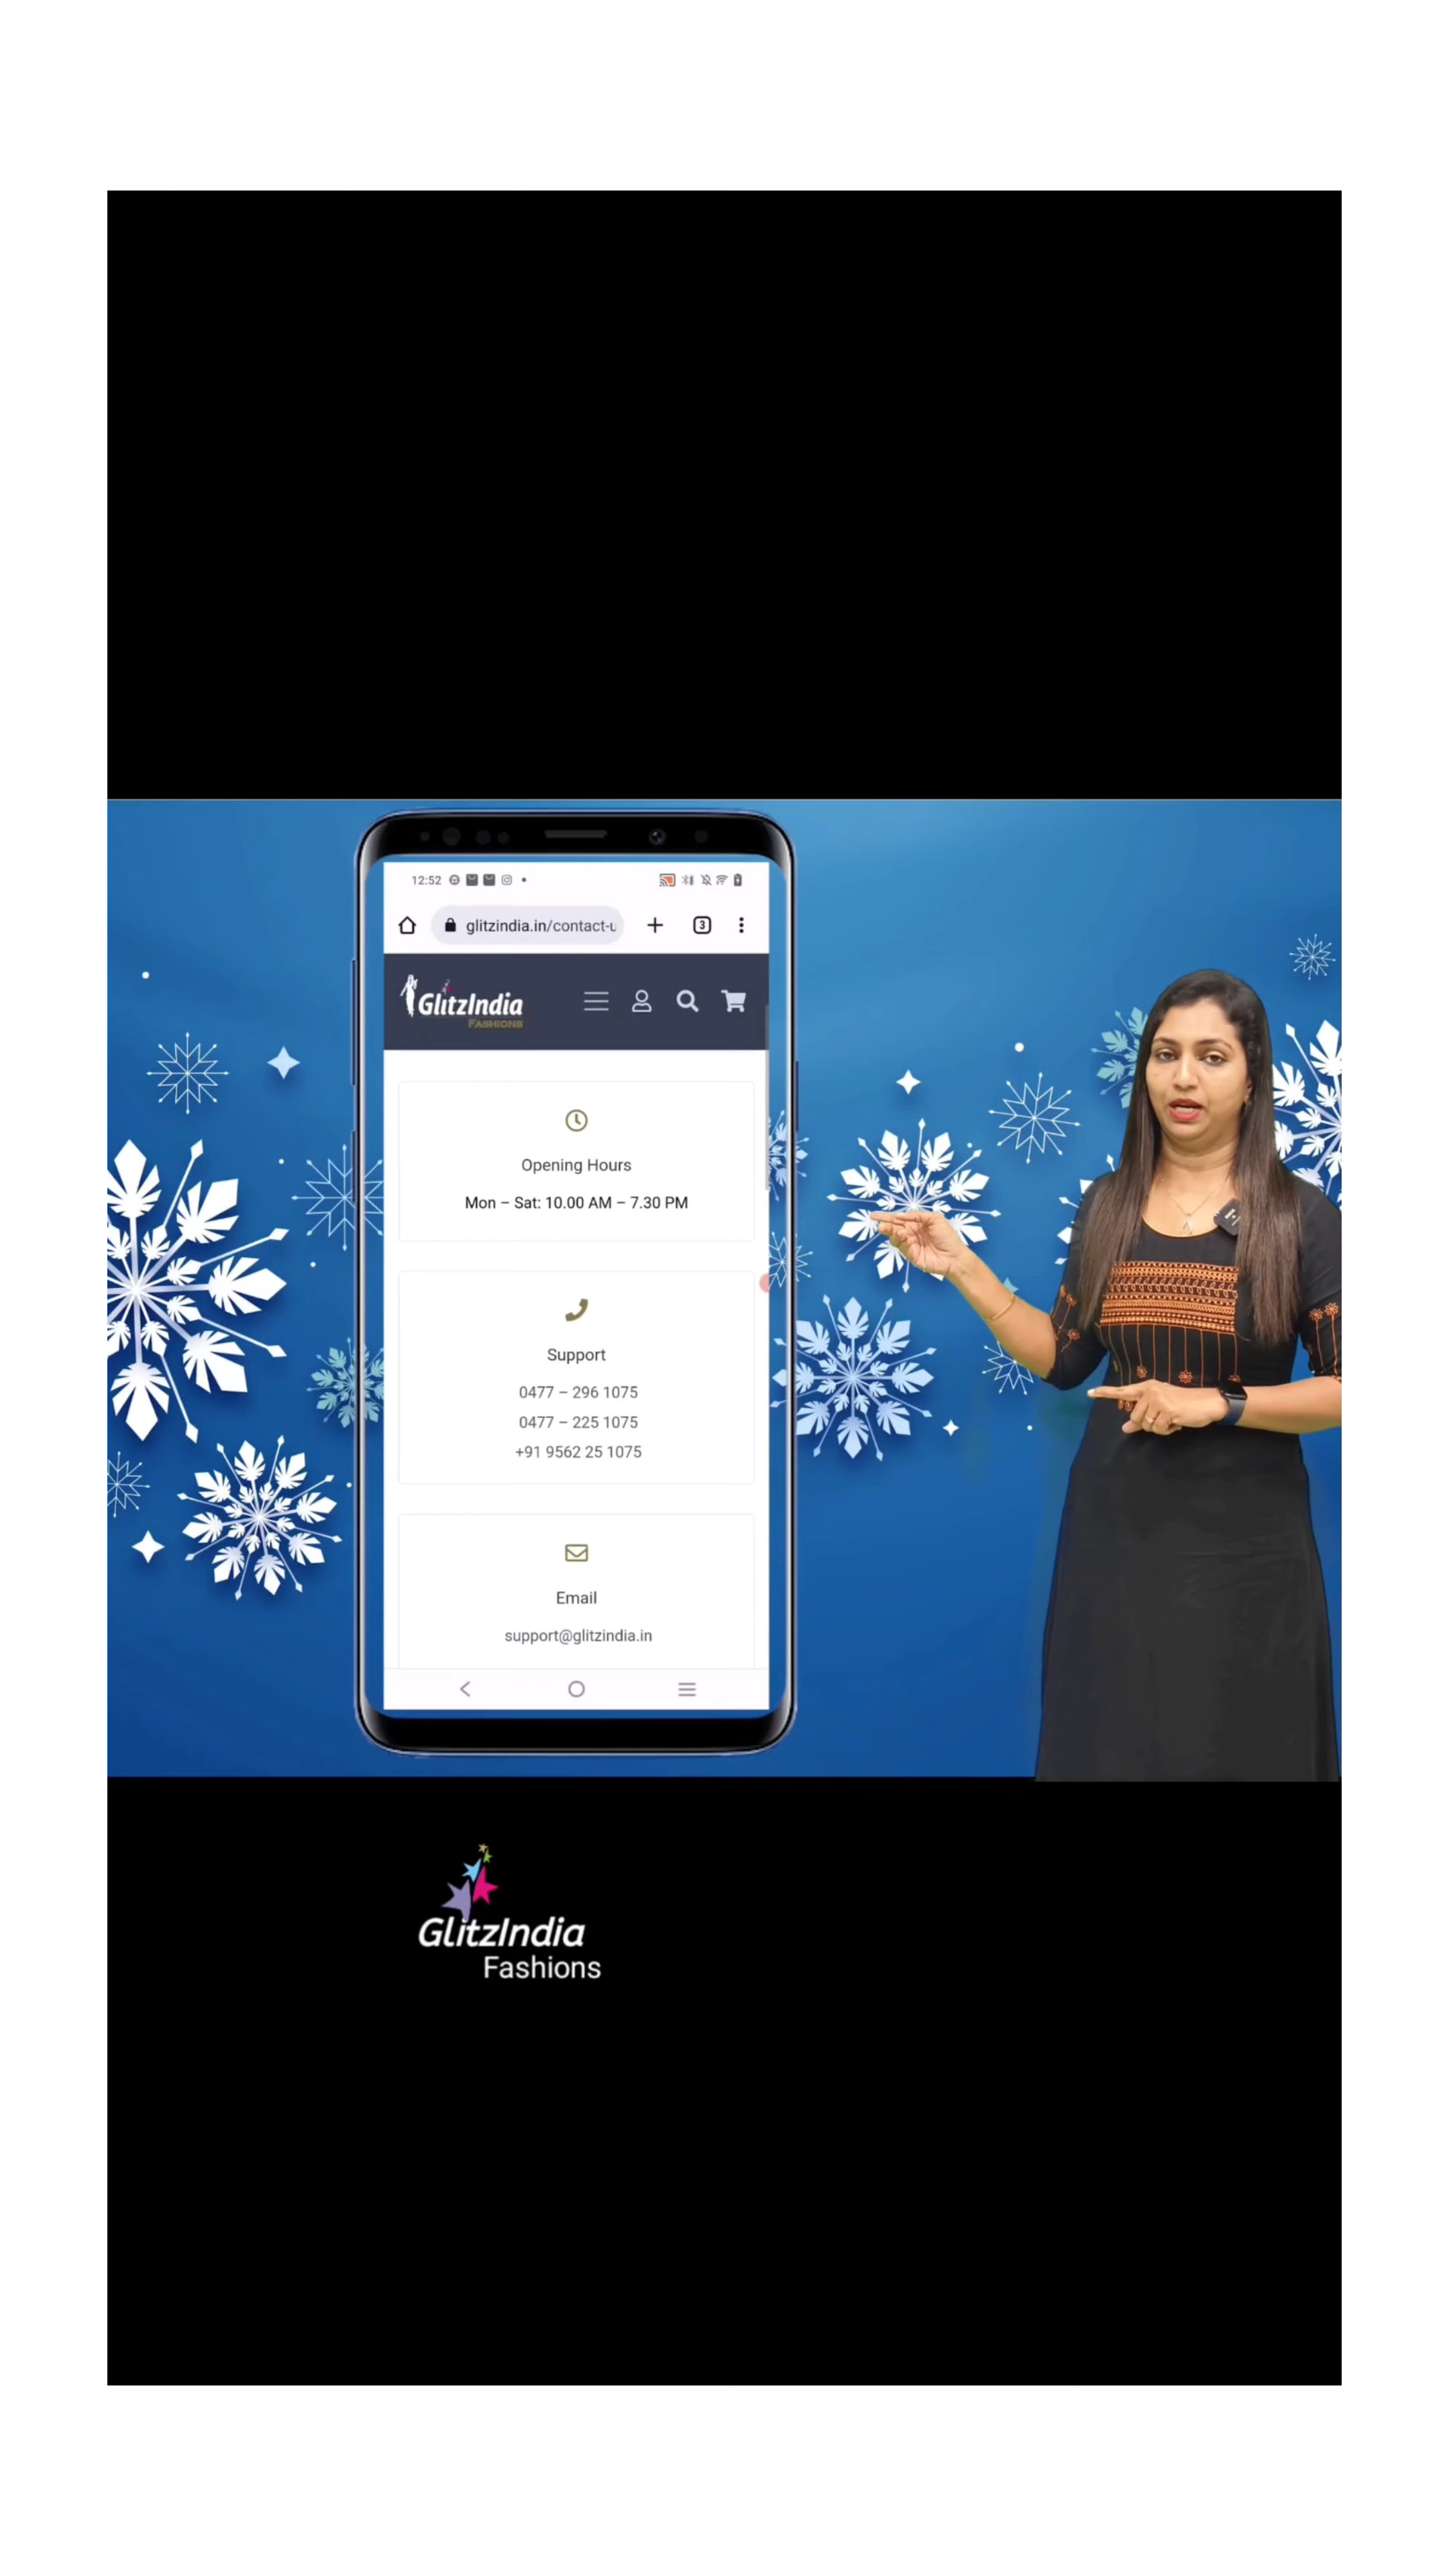 12:52
glitzindia.in/contact-u
3
GlitzIndia
FASHIONS
Opening Hours
Mon – Sat: 10.00 AM – 7.30 PM
Support
0477 – 296 1075
0477 – 225 1075
+91 9562 25 1075
Email
support@glitzindia.in
GlitzIndia
Fashions